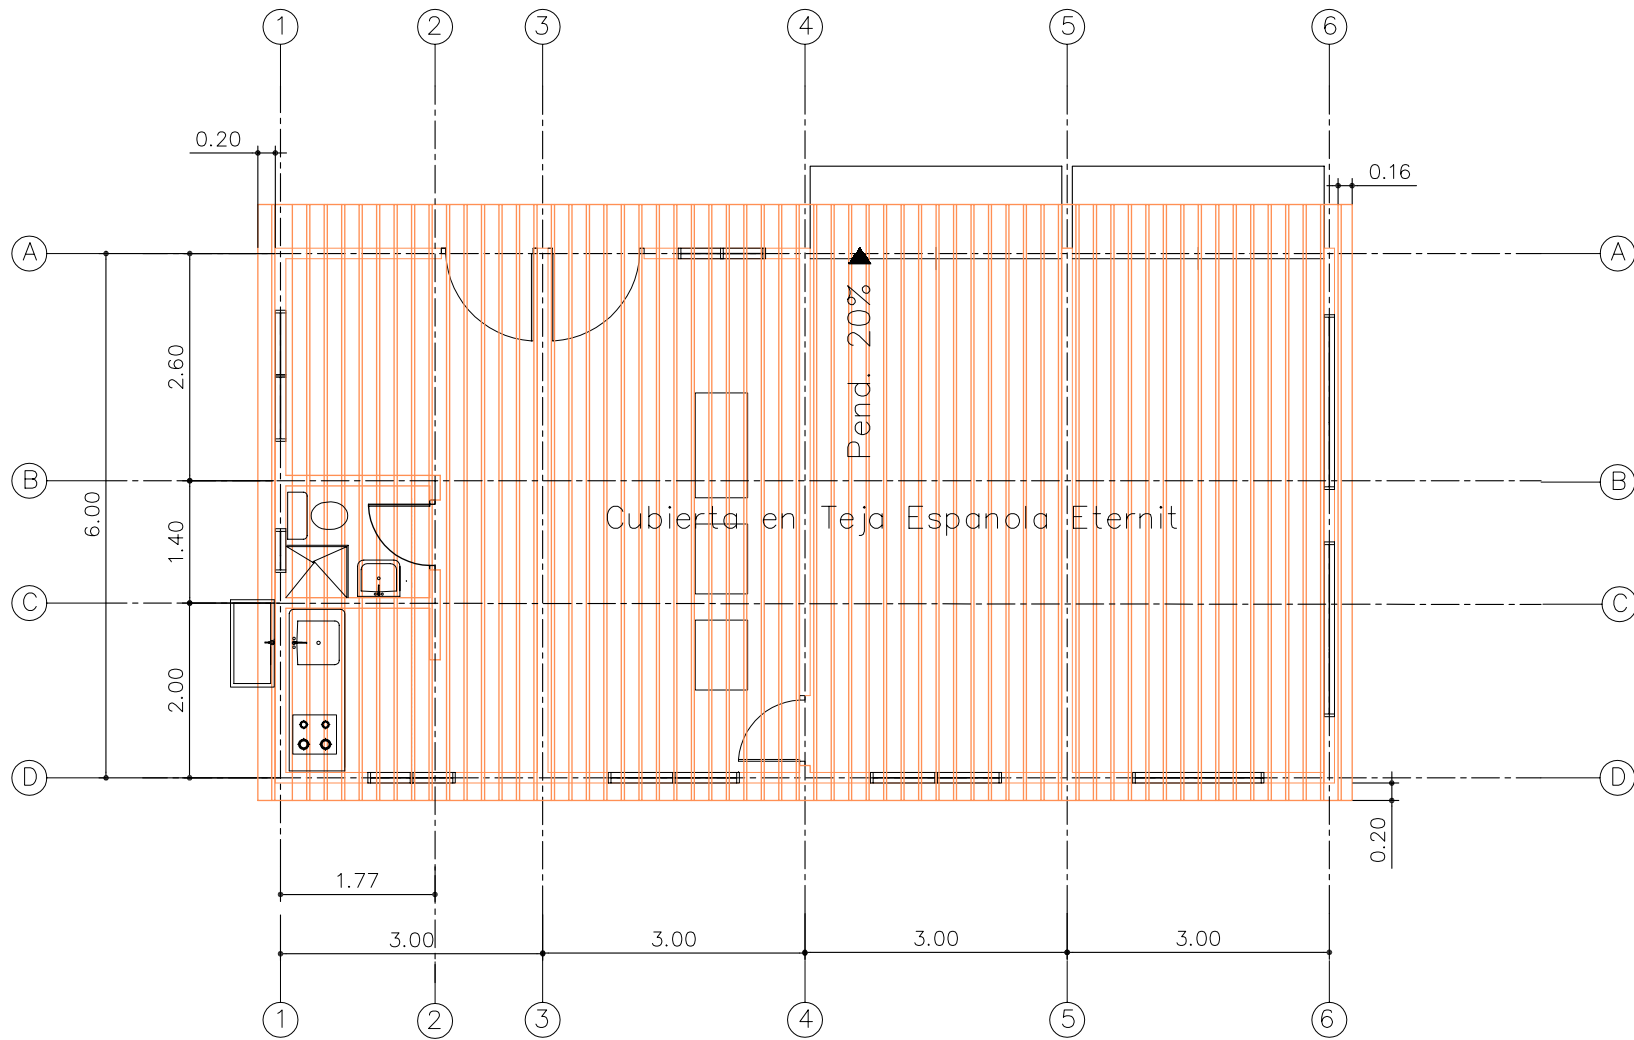 1 2 3 4 5 6
0.20
0.16
A A
Pend. 20%
2.60
B B
6.00
Cubierta en Teja Espanola Eternit
1.40
C C
2.00
D D
0.20
1.77
3.00 3.00 3.00 3.00
1 2 3 4 5 6